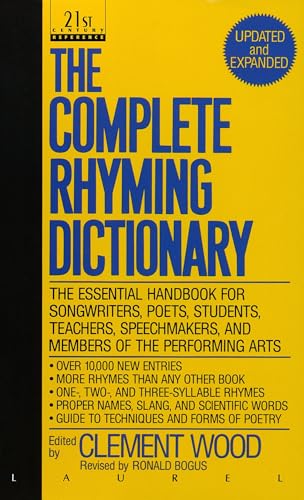 21ST
CENTURY
REFERENCE
UPDATED
and
EXPANDED
THE
COMPLETE
RHYMING
DICTIONARY
THE ESSENTIAL HANDBOOK FOR
SONGWRITERS, POETS, STUDENTS,
TEACHERS, SPEECHMAKERS, AND
MEMBERS OF THE PERFORMING ARTS
• OVER 10,000 NEW ENTRIES
• MORE RHYMES THAN ANY OTHER BOOK
• ONE-, TWO-, AND THREE-SYLLABLE RHYMES
• PROPER NAMES, SLANG, AND SCIENTIFIC WORDS
• GUIDE TO TECHNIQUES AND FORMS OF POETRY
Edited
by CLEMENT WOOD
Revised by RONALD BOGUS
LAUREL